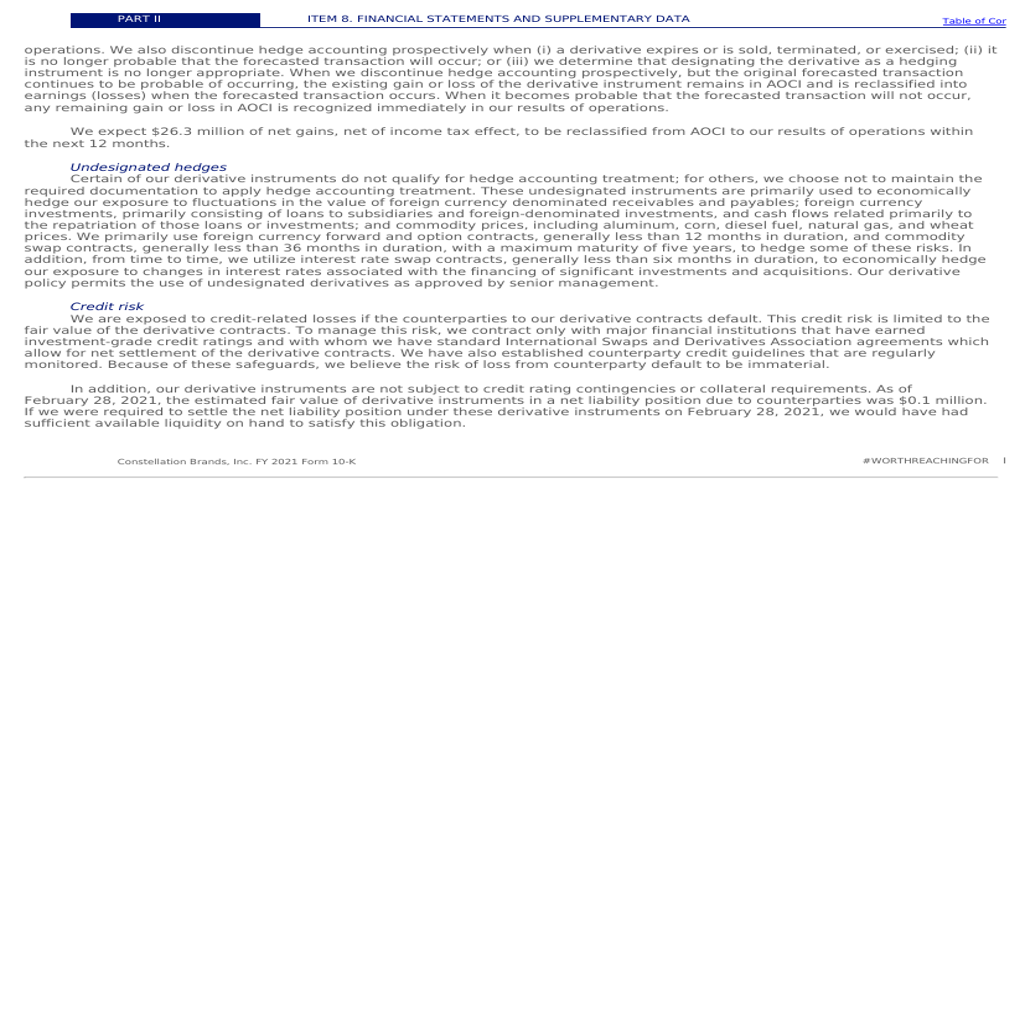 PART II ITEM 8. FINANCIAL STATEMENTS AND SUPPLEMENTARY DATA Table of Cor
operations. We also discontinue hedge accounting prospectively when (i) a derivative expires or is sold, terminated, or exercised; (ii) it
is no longer probable that the forecasted transaction will occur; or (iii) we determine that designating the derivative as a hedging
instrument is no longer appropriate. When we discontinue hedge accounting prospectively, but the original forecasted transaction
continues to be probable of occurring, the existing gain or loss of the derivative instrument remains in AOCI and is reclassified into
earnings (losses) when the forecasted transaction occurs. When it becomes probable that the forecasted transaction will not occur,
any remaining gain or loss in AOCI is recognized immediately in our results of operations.
We expect $26.3 million of net gains, net of income tax effect, to be reclassified from AOCI to our results of operations within
the next 12 months.
Undesignated hedges
Certain of our derivative instruments do not qualify for hedge accounting treatment; for others, we choose not to maintain the
required documentation to apply hedge accounting treatment. These undesignated instruments are primarily used to economically
hedge our exposure to fluctuations in the value of foreign currency denominated receivables and payables; foreign currency
investments, primarily consisting of loans to subsidiaries and foreign-denominated investments, and cash flows related primarily to
the repatriation of those loans or investments; and commodity prices, including aluminum, corn, diesel fuel, natural gas, and wheat
prices. We primarily use foreign currency forward and option contracts, generally less than 12 months in duration, and commodity
swap contracts, generally less than 36 months in duration, with a maximum maturity of five years, to hedge some of these risks. In
addition, from time to time, we utilize interest rate swap contracts, generally less than six months in duration, to economically hedge
our exposure to changes in interest rates associated with the financing of significant investments and acquisitions. Our derivative
policy permits the use of undesignated derivatives as approved by senior management.
Credit risk
We are exposed to credit-related losses if the counterparties to our derivative contracts default. This credit risk is limited to the
fair value of the derivative contracts. To manage this risk, we contract only with major financial institutions that have earned
investment-grade credit ratings and with whom we have standard International Swaps and Derivatives Association agreements which
allow for net settlement of the derivative contracts. We have also established counterparty credit guidelines that are regularly
monitored. Because of these safeguards, we believe the risk of loss from counterparty default to be immaterial.
In addition, our derivative instruments are not subject to credit rating contingencies or collateral requirements. As of
February 28, 2021, the estimated fair value of derivative instruments in a net liability position due to counterparties was $0.1 million.
If we were required to settle the net liability position under these derivative instruments on February 28, 2021, we would have had
sufficient available liquidity on hand to satisfy this obligation.
Constellation Brands, Inc. FY 2021 Form 10-K #WORTHREACHINGFOR I